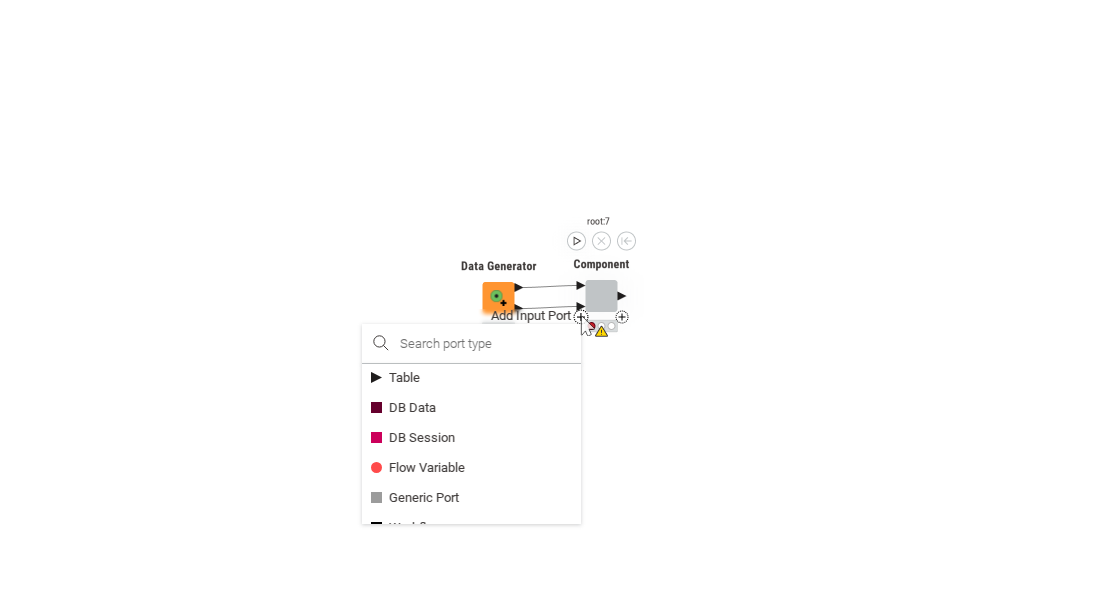 root:7
Data Generator
Component
Add Input Port
Search port type
Table
DB Data
DB Session
Flow Variable
Generic Port